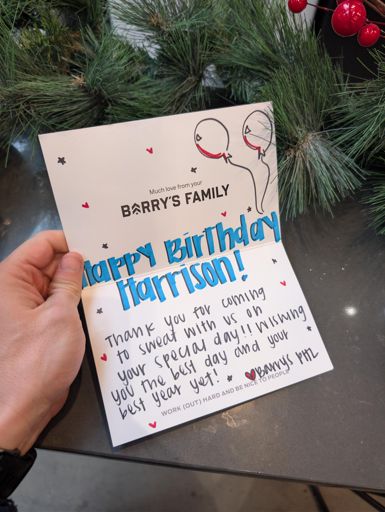 Much love from your
BARRY'S FAMILY
Happy Birthday
Harrison!
Thank you for coming
to sweat with us on
your special day!! Wishing
you the best day and your
best year yet!
WORK (OUT) HARD AND BE NICE TO PEOPLE